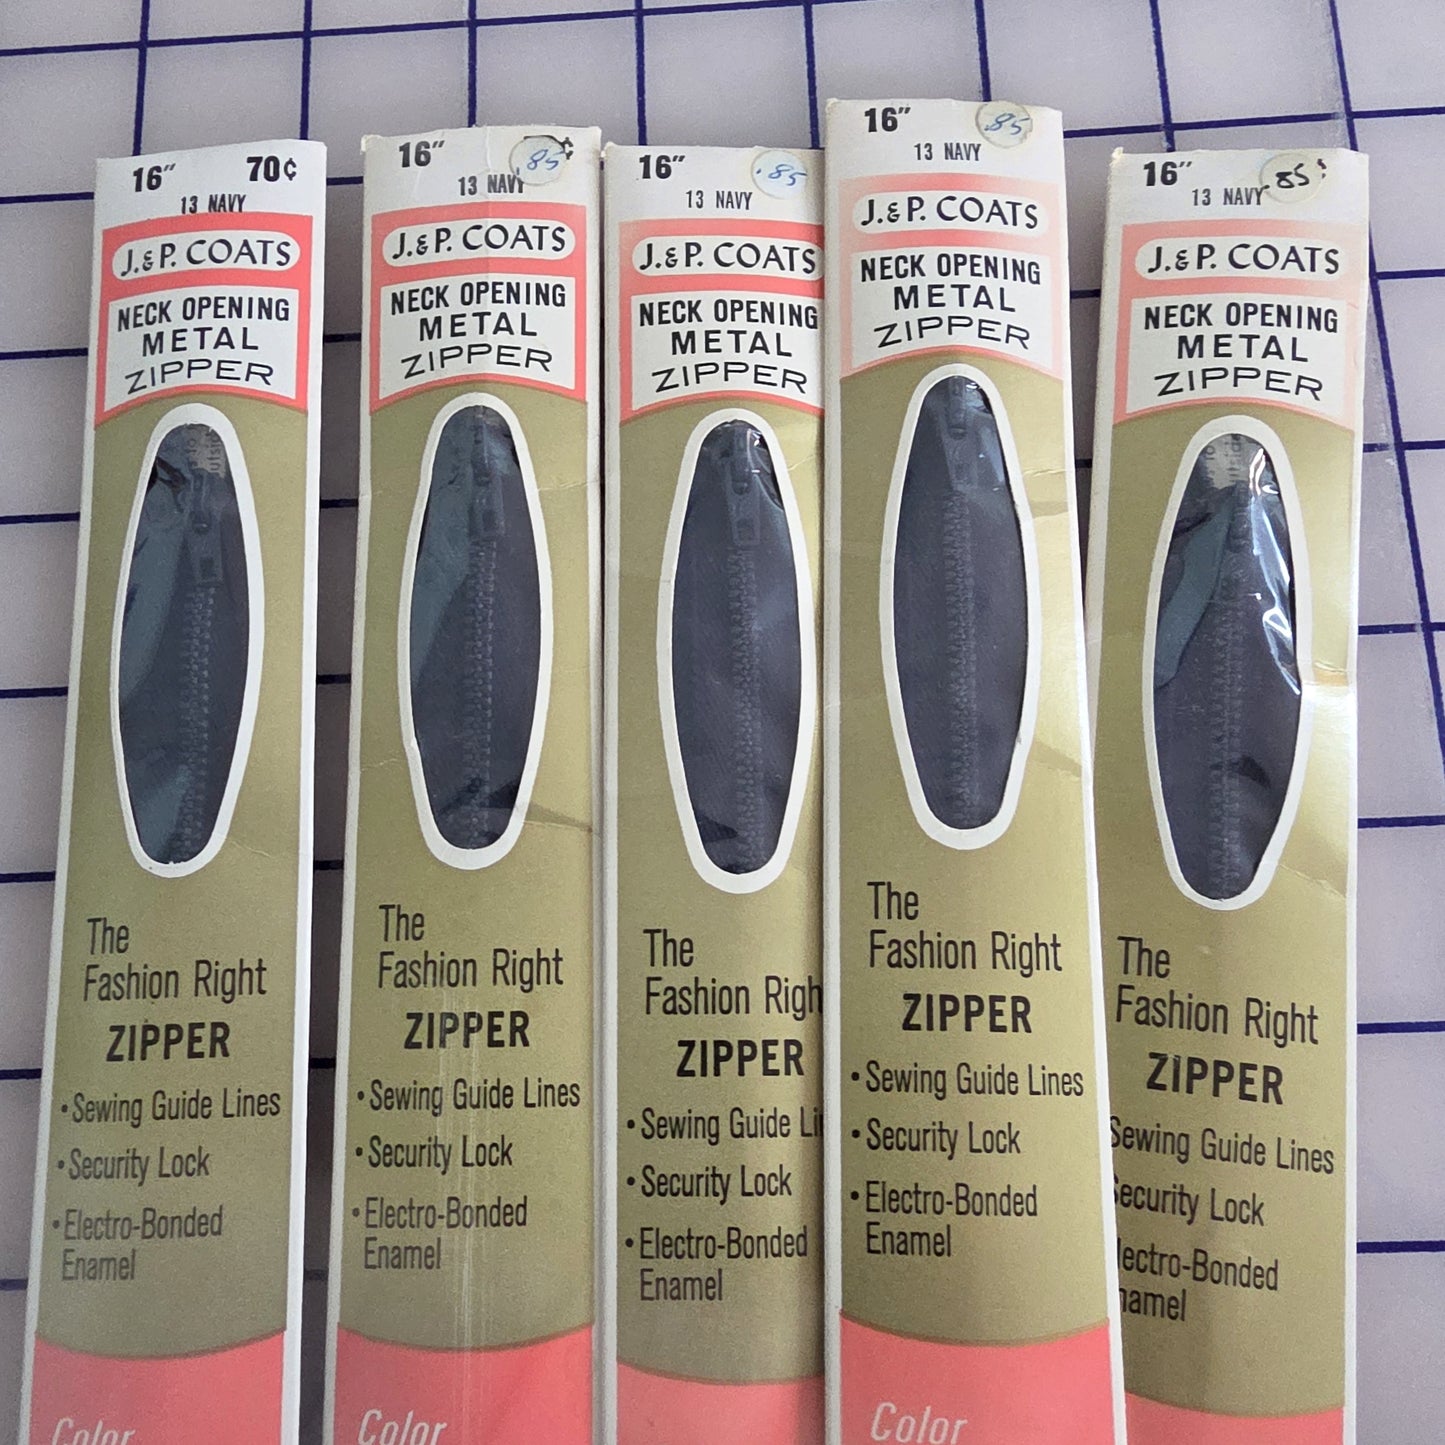 16" 70¢
13 NAVY
J.&P. COATS
NECK OPENING
METAL
ZIPPER
The
Fashion Right
ZIPPER
•Sewing Guide Lines
•Security Lock
•Electro-Bonded
Enamel
Color
16" .85 ¢
13 NAVY
J.&P. COATS
NECK OPENING
METAL
ZIPPER
The
Fashion Right
ZIPPER
•Sewing Guide Lines
•Security Lock
•Electro-Bonded
Enamel
Color
16" .85
13 NAVY
J.&P. COATS
NECK OPENING
METAL
ZIPPER
The
Fashion Righ
ZIPPER
•Sewing Guide Li
•Security Lock
•Electro-Bonded
Enamel
16" .85
13 NAVY
J.&P. COATS
NECK OPENING
METAL
ZIPPER
The
Fashion Right
ZIPPER
•Sewing Guide Lines
•Security Lock
•Electro-Bonded
Enamel
Color
16" .85
13 NAVY
J.&P. COATS
NECK OPENING
METAL
ZIPPER
The
Fashion Right
ZIPPER
Sewing Guide Lines
Security Lock
lectro-Bonded
namel